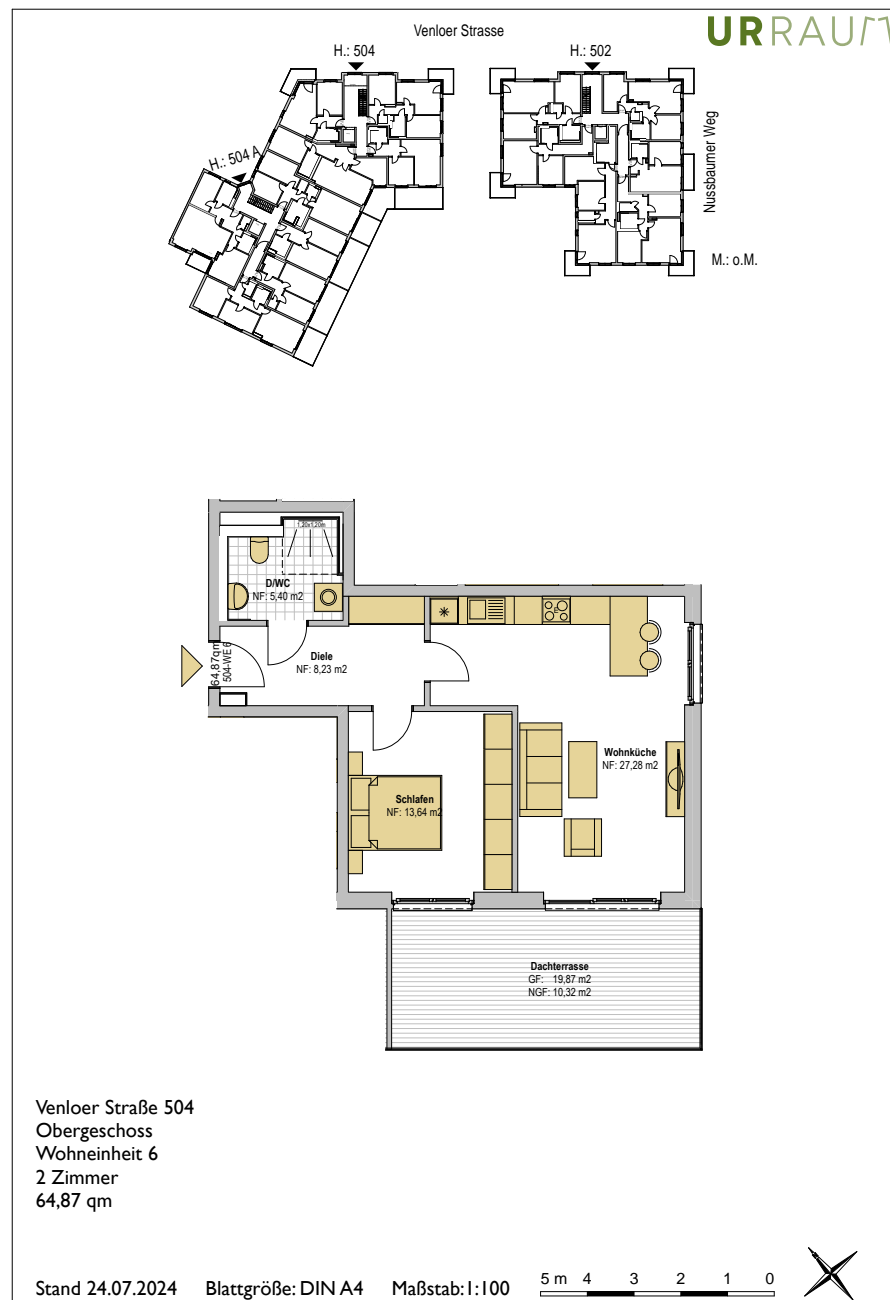 Venloer Strasse
URRAUM
H.: 504
H.: 502
H.: 504 A
Nussbaumer Weg
M.: o.M.
1,20x1,20m
D/WC
NF: 5,40 m2
Diele
NF: 8,23 m2
64,87qm
504-WE 6
E
Wohnküche
NF: 27,28 m2
Schlafen
NF: 13,64 m2
Dachterrasse
GF: 19,87 m2
NGF: 10,32 m2
Venloer Straße 504
Obergeschoss
Wohneinheit 6
2 Zimmer
64,87 qm
Stand 24.07.2024 Blattgröße: DIN A4 Maßstab:1:100 5 m 4 3 2 1 0